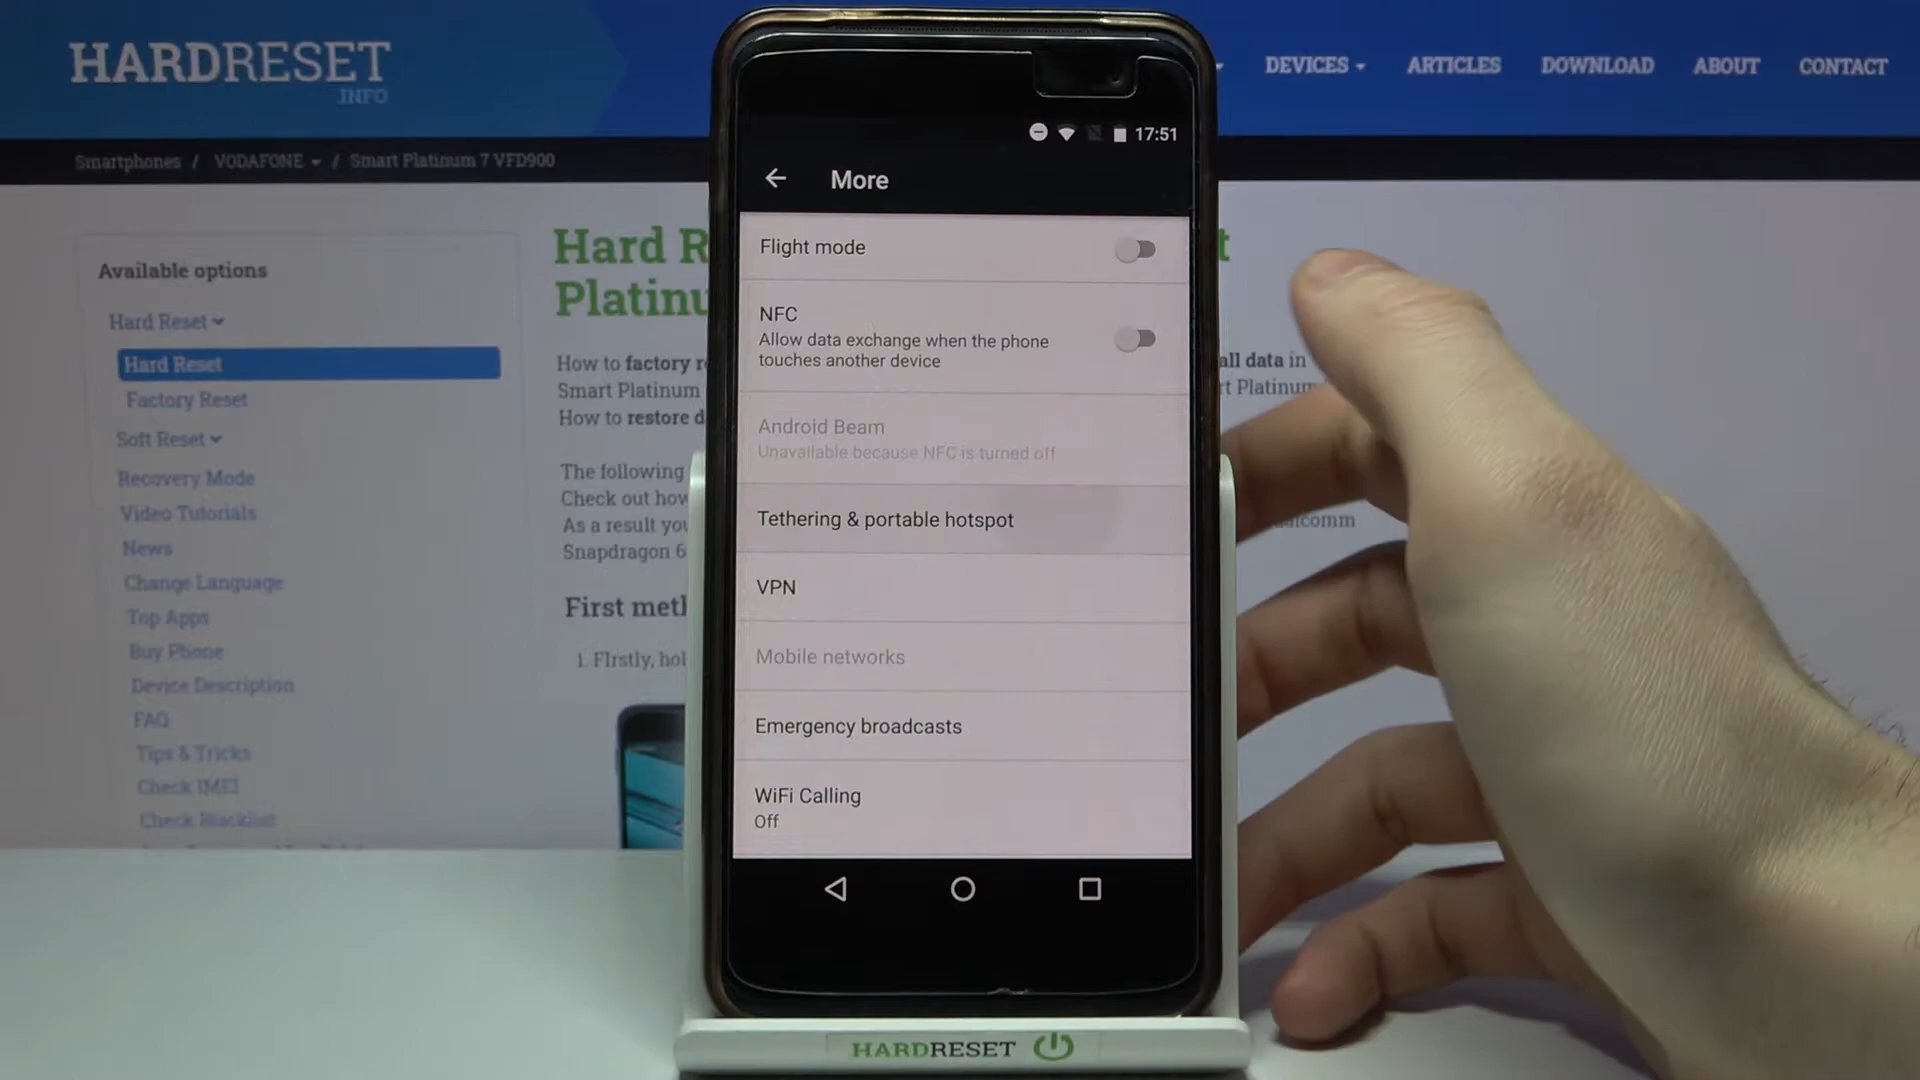 HARDRESET
.INFO
DEVICES
ARTICLES
DOWNLOAD
ABOUT
CONTACT
Smartphones / VODAFONE / Smart Platinum 7 VFD900
Available options
Hard Reset
Hard Reset
Factory Reset
Soft Reset
Recovery Mode
Video Tutorials
News
Change Language
Top Apps
Buy Phone
Device Description
FAQ
Tips & Tricks
Check IMEI
Check Blacklist
Hard R
t
Platinu
How to factory r
all data in
Smart Platinum
rt Platinum
How to restore d
The following
Check out how
As a result you
alcomm
Snapdragon 6
First met
1. FIrstly, hol
17:51
More
Flight mode
NFC
Allow data exchange when the phone
touches another device
Android Beam
Unavailable because NFC is turned off
Tethering & portable hotspot
VPN
Mobile networks
Emergency broadcasts
WiFi Calling
Off
HARDRESET